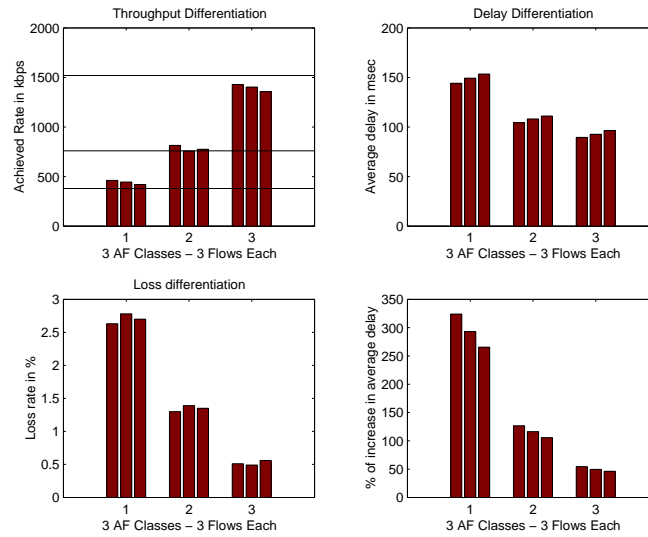 Throughput Differentiation
Achieved Rate in kbps
2000
1500
1000
500
0
1 2 3
3 AF Classes − 3 Flows Each
Delay Differentiation
Average delay in msec
200
150
100
50
0
1 2 3
3 AF Classes − 3 Flows Each
Loss differentiation
Loss rate in %
3
2.5
2
1.5
1
0.5
0
1 2 3
3 AF Classes − 3 Flows Each
% of increase in average delay
350
300
250
200
150
100
50
0
1 2 3
3 AF Classes − 3 Flows Each